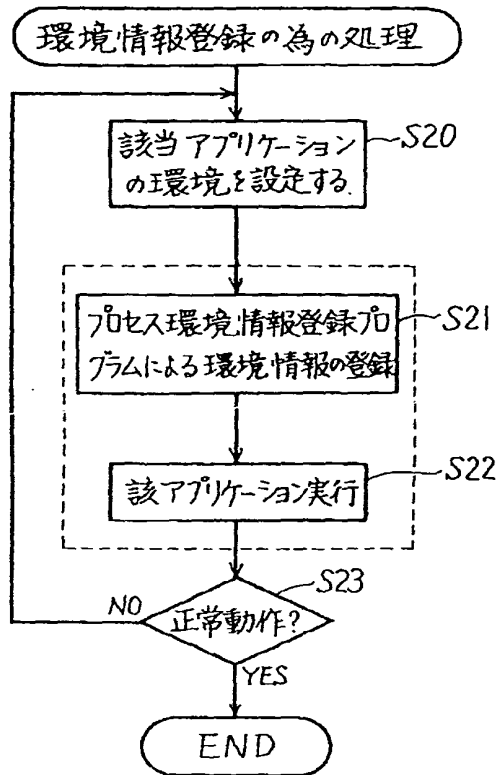 環境情報登録の為の処理
該当アプリケーション
の環境を設定する.
S20
プロセス環境情報登録プロ
グラムによる環境情報の登録
S21
該アプリケーション実行
S22
正常動作?
S23
NO
YES
END